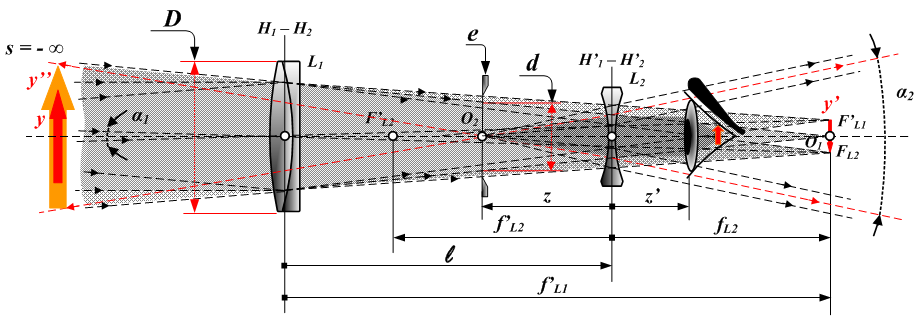 D
H₁ – H₂
s = - ∞
L₁
e
d
H'₁ – H'₂
L₂
y''
y
α₁
F'L2
O₂
y'
F'L1
O₁
FL2
α₂
z
z'
f'L2
fL2
ℓ
f'L1